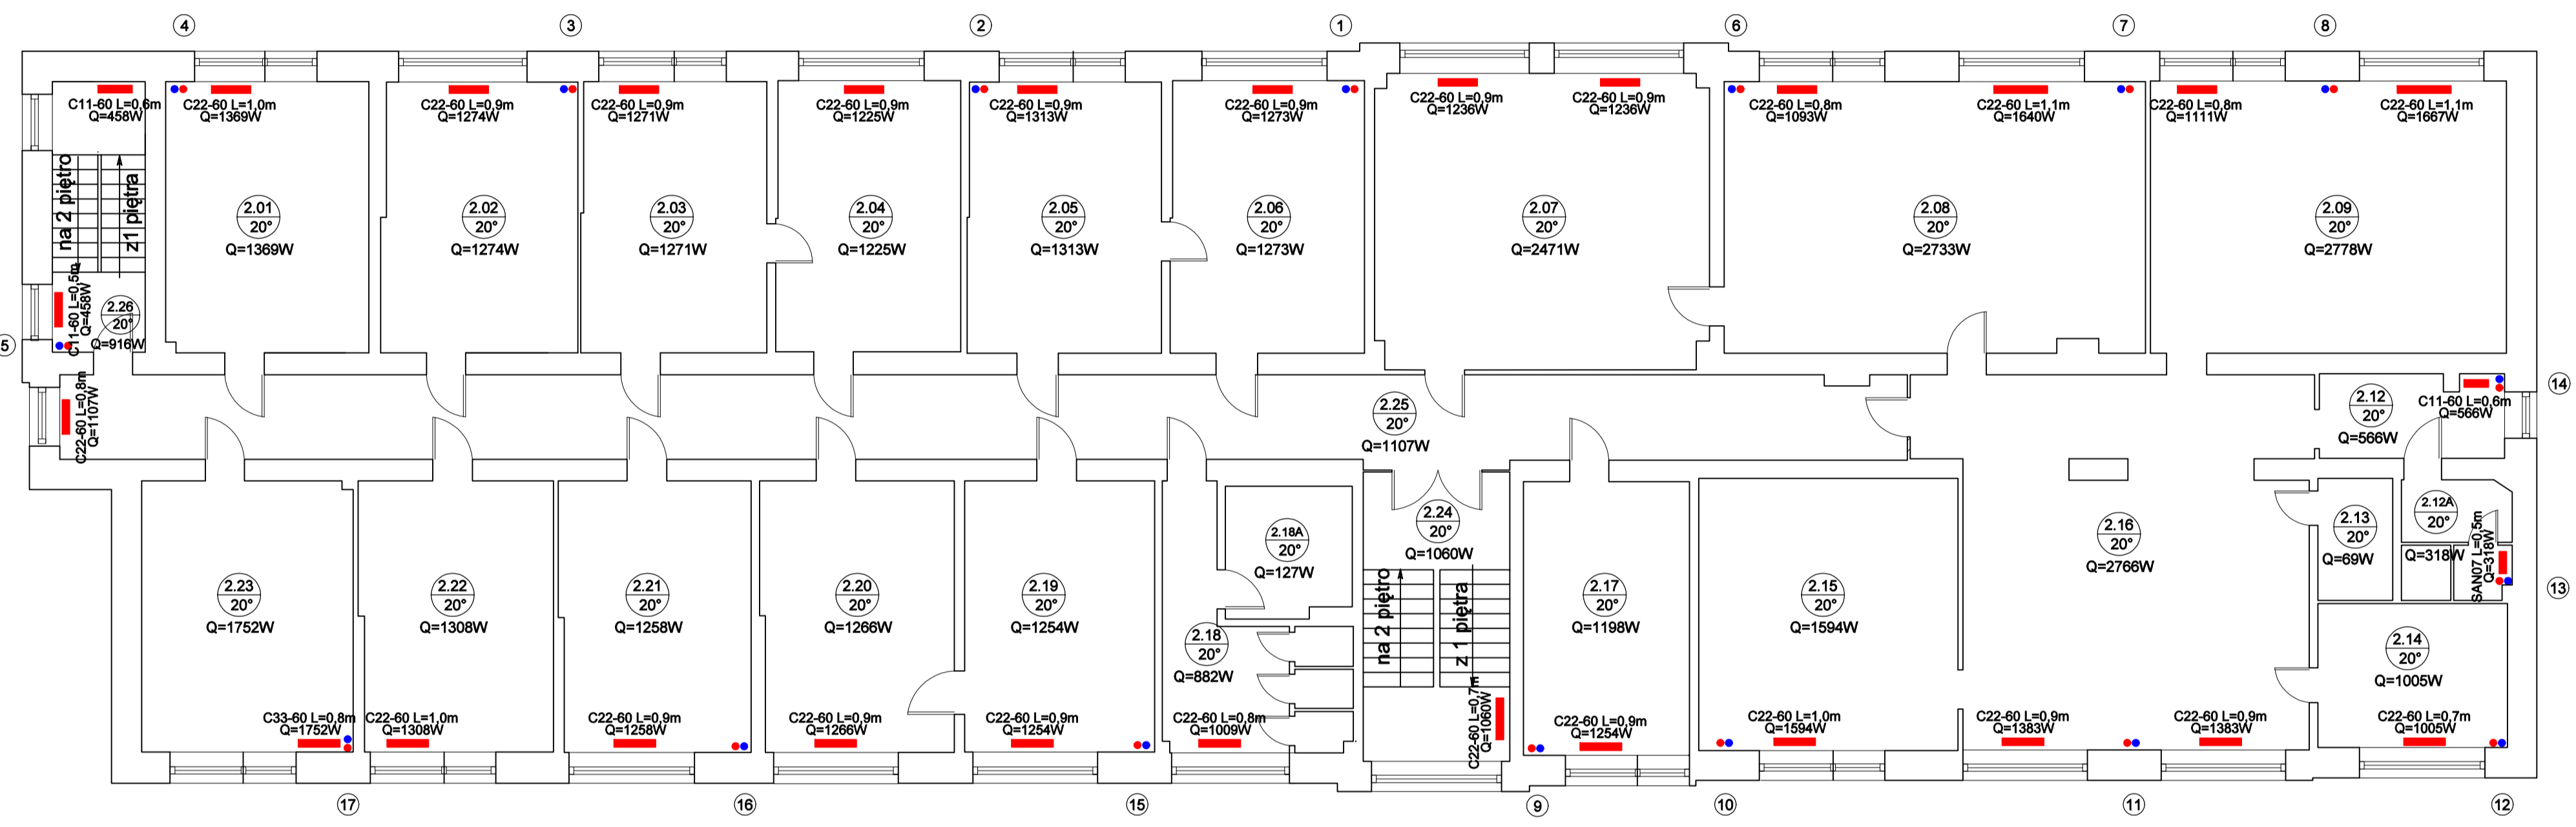 4
3
2
1
6
7
8
C11-60 L=0,6m
Q=458W
C22-60 L=1,0m
Q=1369W
C22-60 L=0,9m
Q=1274W
C22-60 L=0,9m
Q=1271W
C22-60 L=0,9m
Q=1225W
C22-60 L=0,9m
Q=1313W
C22-60 L=0,9m
Q=1273W
C22-60 L=0,9m
Q=1236W
C22-60 L=0,9m
Q=1236W
C22-60 L=0,8m
Q=1093W
C22-60 L=1,1m
Q=1640W
C22-60 L=0,8m
Q=1111W
C22-60 L=1,1m
Q=1667W
na 2 piętro
z1 piętra
2.01
20°
Q=1369W
2.02
20°
Q=1274W
2.03
20°
Q=1271W
2.04
20°
Q=1225W
2.05
20°
Q=1313W
2.06
20°
Q=1273W
2.07
20°
Q=2471W
2.08
20°
Q=2733W
2.09
20°
Q=2778W
C11-60 L=0,5m
Q=458W
2.26
20°
Q=916W
5
C22-60 L=0,8m
Q=1107W
2.25
20°
Q=1107W
2.12
20°
Q=566W
C11-60 L=0,6m
Q=566W
14
2.18A
20°
Q=127W
2.24
20°
Q=1060W
2.16
20°
Q=2766W
2.13
20°
Q=69W
2.12A
20°
Q=318W
SAN07 L=0,5m
Q=318W
13
2.23
20°
Q=1752W
2.22
20°
Q=1308W
2.21
20°
Q=1258W
2.20
20°
Q=1266W
2.19
20°
Q=1254W
2.18
20°
Q=882W
na 2 piętro
z 1 piętra
2.17
20°
Q=1198W
2.15
20°
Q=1594W
2.14
20°
Q=1005W
C33-60 L=0,8m
Q=1752W
C22-60 L=1,0m
Q=1308W
C22-60 L=0,9m
Q=1258W
C22-60 L=0,9m
Q=1266W
C22-60 L=0,9m
Q=1254W
C22-60 L=0,8m
Q=1009W
C22-60 L=0,7m
Q=1060W
C22-60 L=0,9m
Q=1254W
C22-60 L=1,0m
Q=1594W
C22-60 L=0,9m
Q=1383W
C22-60 L=0,9m
Q=1383W
C22-60 L=0,7m
Q=1005W
17
16
15
9
10
11
12